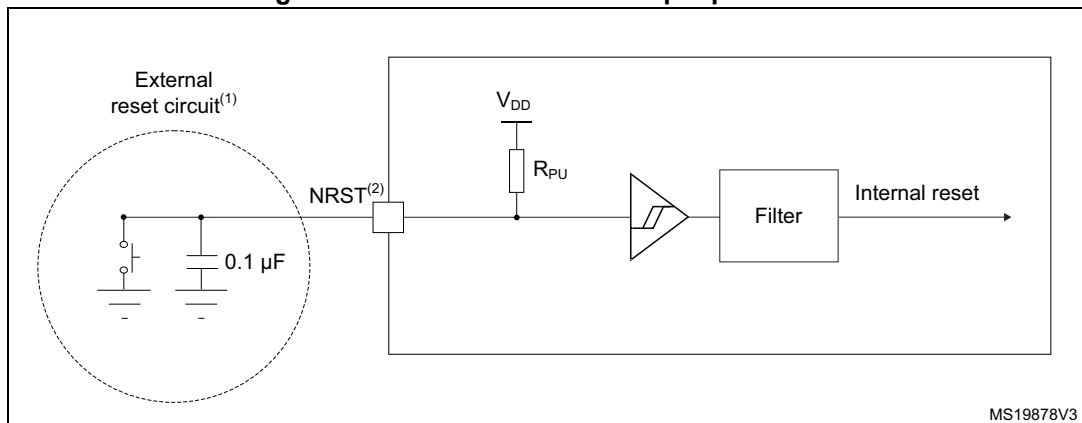 External
reset circuit(1)
VDD
RPU
NRST(2)
Filter
Internal reset
0.1 µF
MS19878V3